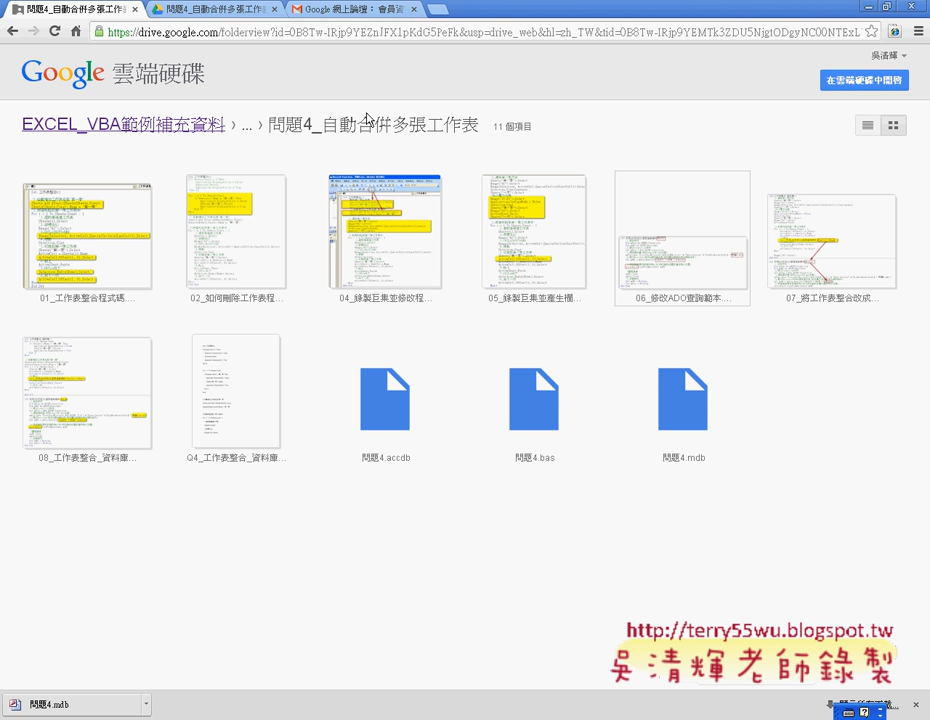 問題4_自動合併多張工作
問題4_自動合併多張工作
Google 網上論壇： 會員資
https://drive.google.com/folderview?id=0B8Tw-IRjp9YEZnJFX1pKdG5PeFk&usp=drive_web&hl=zh_TW&tid=0B8Tw-IRjp9YEMTk3ZDU5NjgtODgyNC00NTExL
吳清輝
Google 雲端硬碟
在雲端硬碟中開啟
EXCEL_VBA範例補充資料 › ... › 問題4_自動合併多張工作表 11 個項目
01_工作表整合程式碼....
02_如何刪除工作表程...
04_錄製巨集並修改程...
05_錄製巨集並產生欄...
06_修改ADO查詢範本....
07_將工作表整合改成...
08_工作表整合_資料庫...
Q4_工作表整合_資料庫...
問題4.accdb
問題4.bas
問題4.mdb
http://terry55wu.blogspot.tw
吳清輝老師錄製
問題4.mdb